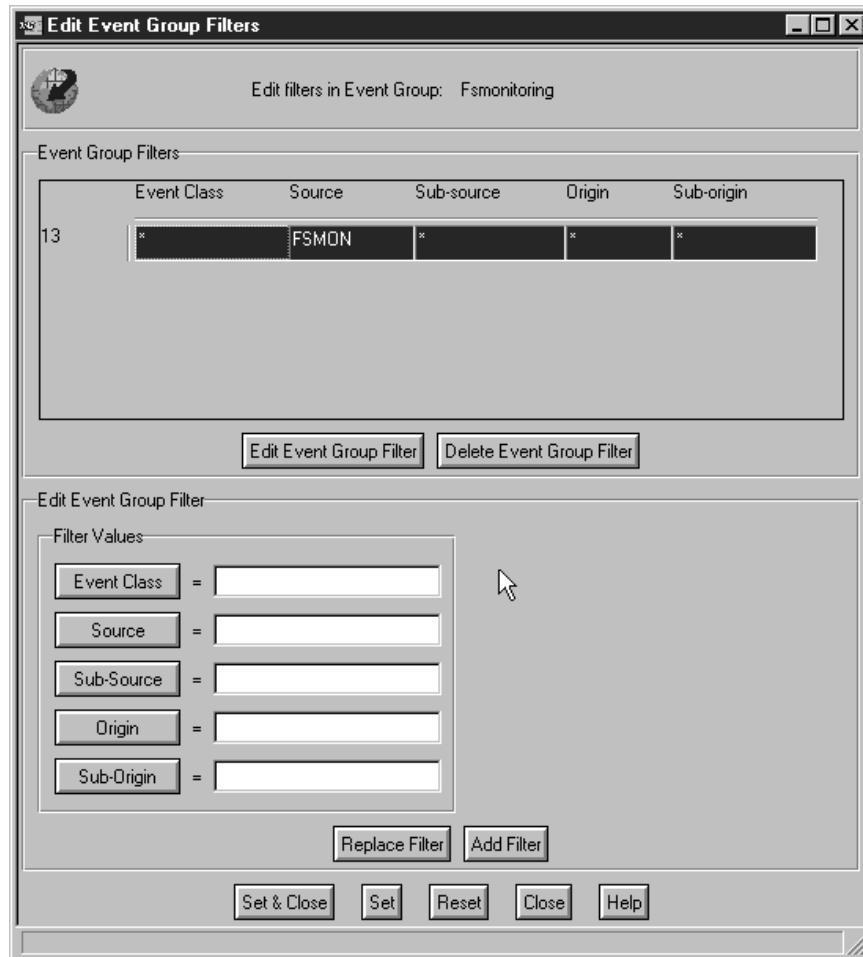 Edit Event Group Filters
Edit filters in Event Group: Fsmonitoring
Event Group Filters
Event Class Source Sub-source Origin Sub-origin
13 * FSMON * * *
Edit Event Group Filter Delete Event Group Filter
Edit Event Group Filter
Filter Values
Event Class =
Source =
Sub-Source =
Origin =
Sub-Origin =
Replace Filter Add Filter
Set & Close Set Reset Close Help